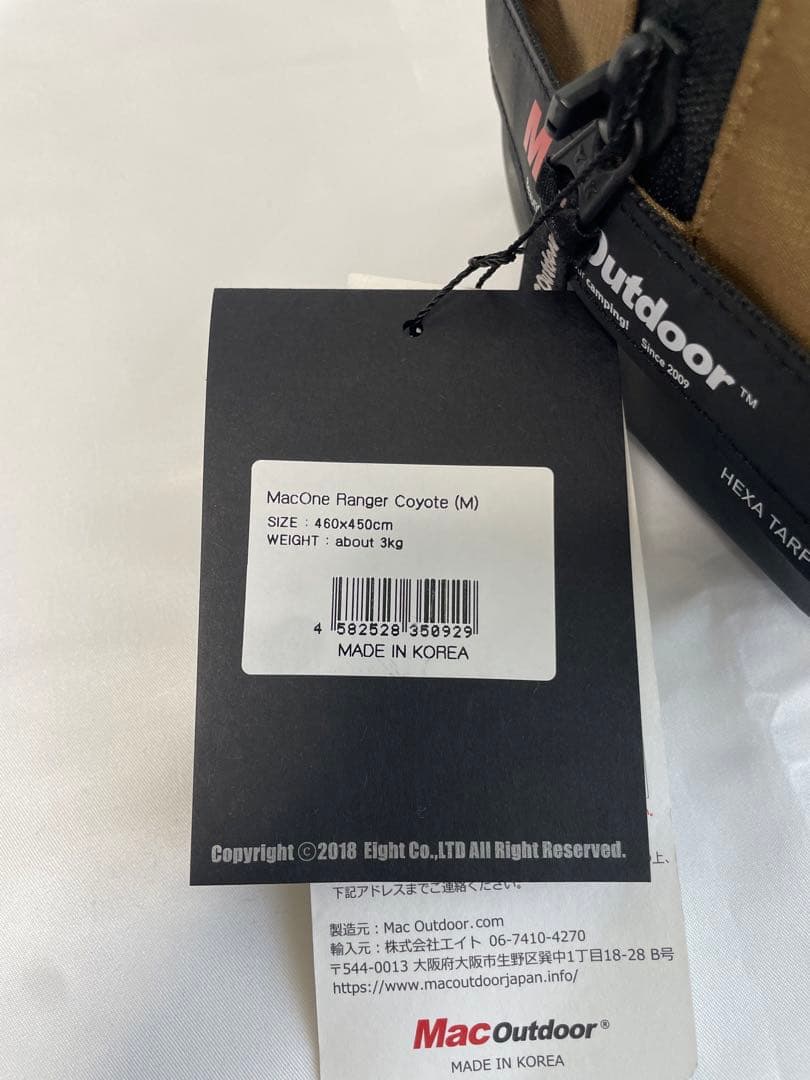 M
Outdoor™
ur camping!
Since 2009
HEXA TARP
MacOne Ranger Coyote (M)
SIZE : 460x450cm
WEIGHT : about 3kg
4 582528 350929
MADE IN KOREA
Copyright ©2018 Eight Co.,LTD All Right Reserved.
上、
下記アドレスまでご連絡ください。
製造元：Mac Outdoor.com
輸入元：株式会社エイト 06-7410-4270
〒544-0013 大阪府大阪市生野区巽中1丁目18-28 B号
https://www.macoutdoorjapan.info/
MacOutdoor®
MADE IN KOREA